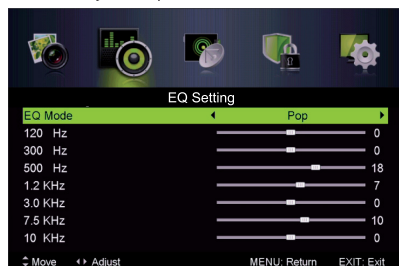 EQ Setting
EQ Mode Pop
120 Hz 0
300 Hz 0
500 Hz 18
1.2 KHz 7
3.0 KHz 0
7.5 KHz 10
10 KHz 0
Move Adjust MENU: Return EXIT: Exit